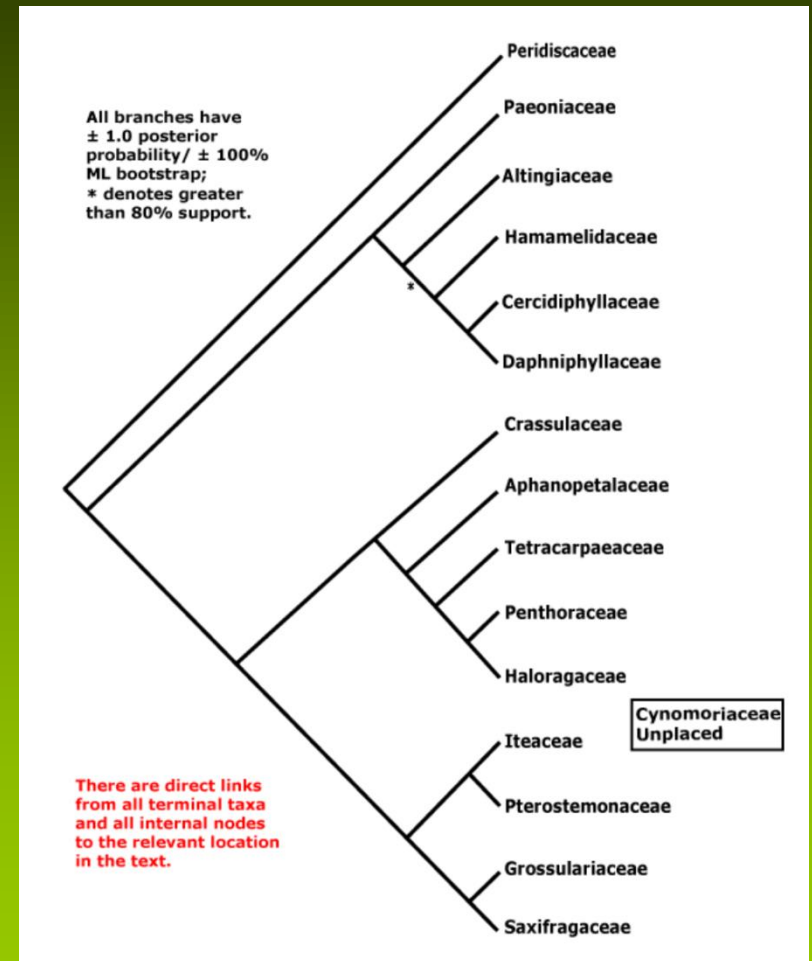 Peridiscaceae
All branches have
± 1.0 posterior
probability/ ± 100%
ML bootstrap;
* denotes greater
than 80% support.
Paeoniaceae
Altingiaceae
Hamamelidaceae
*
Cercidiphyllaceae
Daphniphyllaceae
Crassulaceae
Aphanopetalaceae
Tetracarpaeaceae
Penthoraceae
Haloragaceae
Cynomoriaceae
Unplaced
Iteaceae
There are direct links
from all terminal taxa
and all internal nodes
to the relevant location
in the text.
Pterostemonaceae
Grossulariaceae
Saxifragaceae